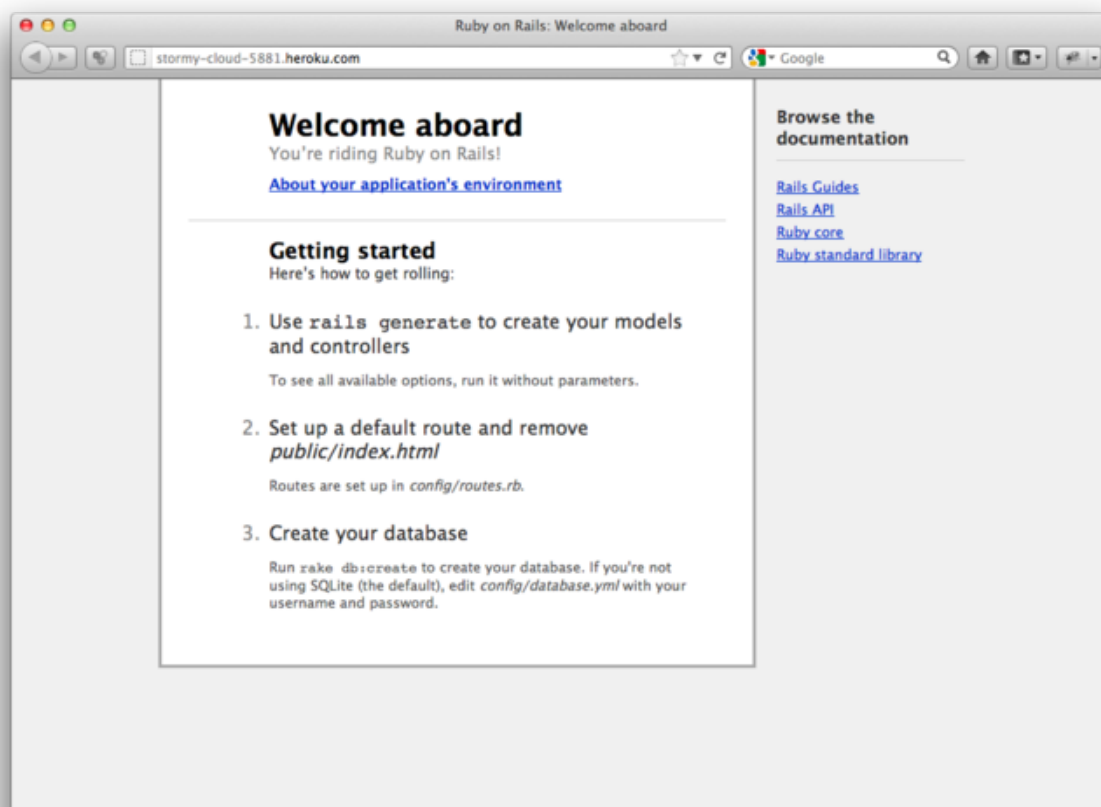 Ruby on Rails: Welcome aboard
stormy-cloud-5881.heroku.com
Google
Welcome aboard
You're riding Ruby on Rails!
About your application's environment
Getting started
Here's how to get rolling:
1. Use rails generate to create your models
and controllers
To see all available options, run it without parameters.
2. Set up a default route and remove
public/index.html
Routes are set up in config/routes.rb.
3. Create your database
Run rake db:create to create your database. If you're not
using SQLite (the default), edit config/database.yml with your
username and password.
Browse the
documentation
Rails Guides
Rails API
Ruby core
Ruby standard library